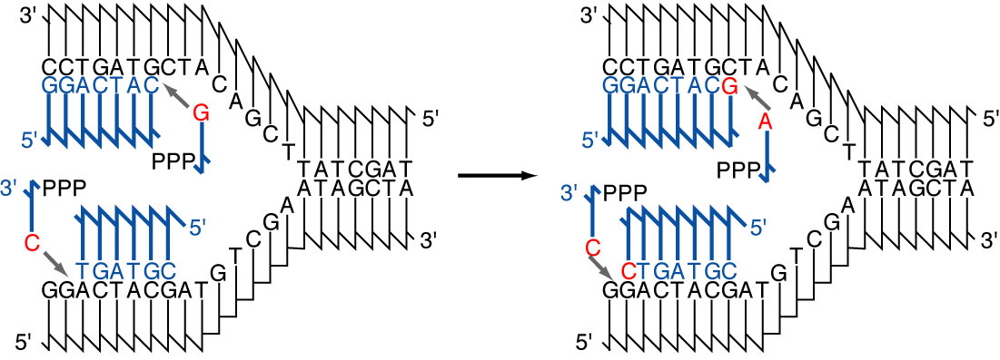 3'
CCTGATGCTA
C
A
G
C
T
TATCGAT
5'
GGACTAC
G
5'
PPP
3' PPP
5'
C
TGATGC
GGACTACGAT
G
T
C
G
A
ATAGCTA
3'
5'
3'
CCTGATGCTA
C
A
G
C
T
TATCGAT
5'
GGACTACG
A
5'
PPP
3' PPP
5'
C
CTGATGC
GGACTACGAT
G
T
C
G
A
ATAGCTA
3'
5'